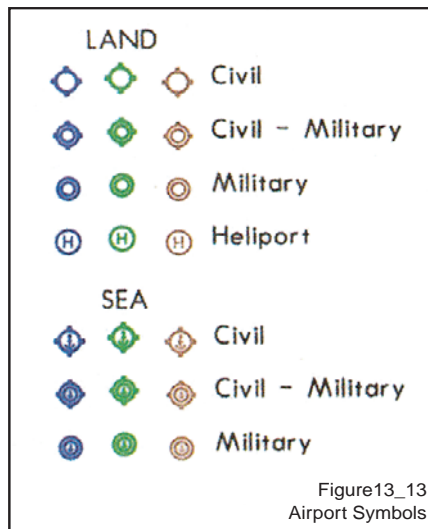 LAND
Civil
Civil - Military
Military
H H H Heliport
SEA
Civil
Civil - Military
Military
Figure13_13
Airport Symbols